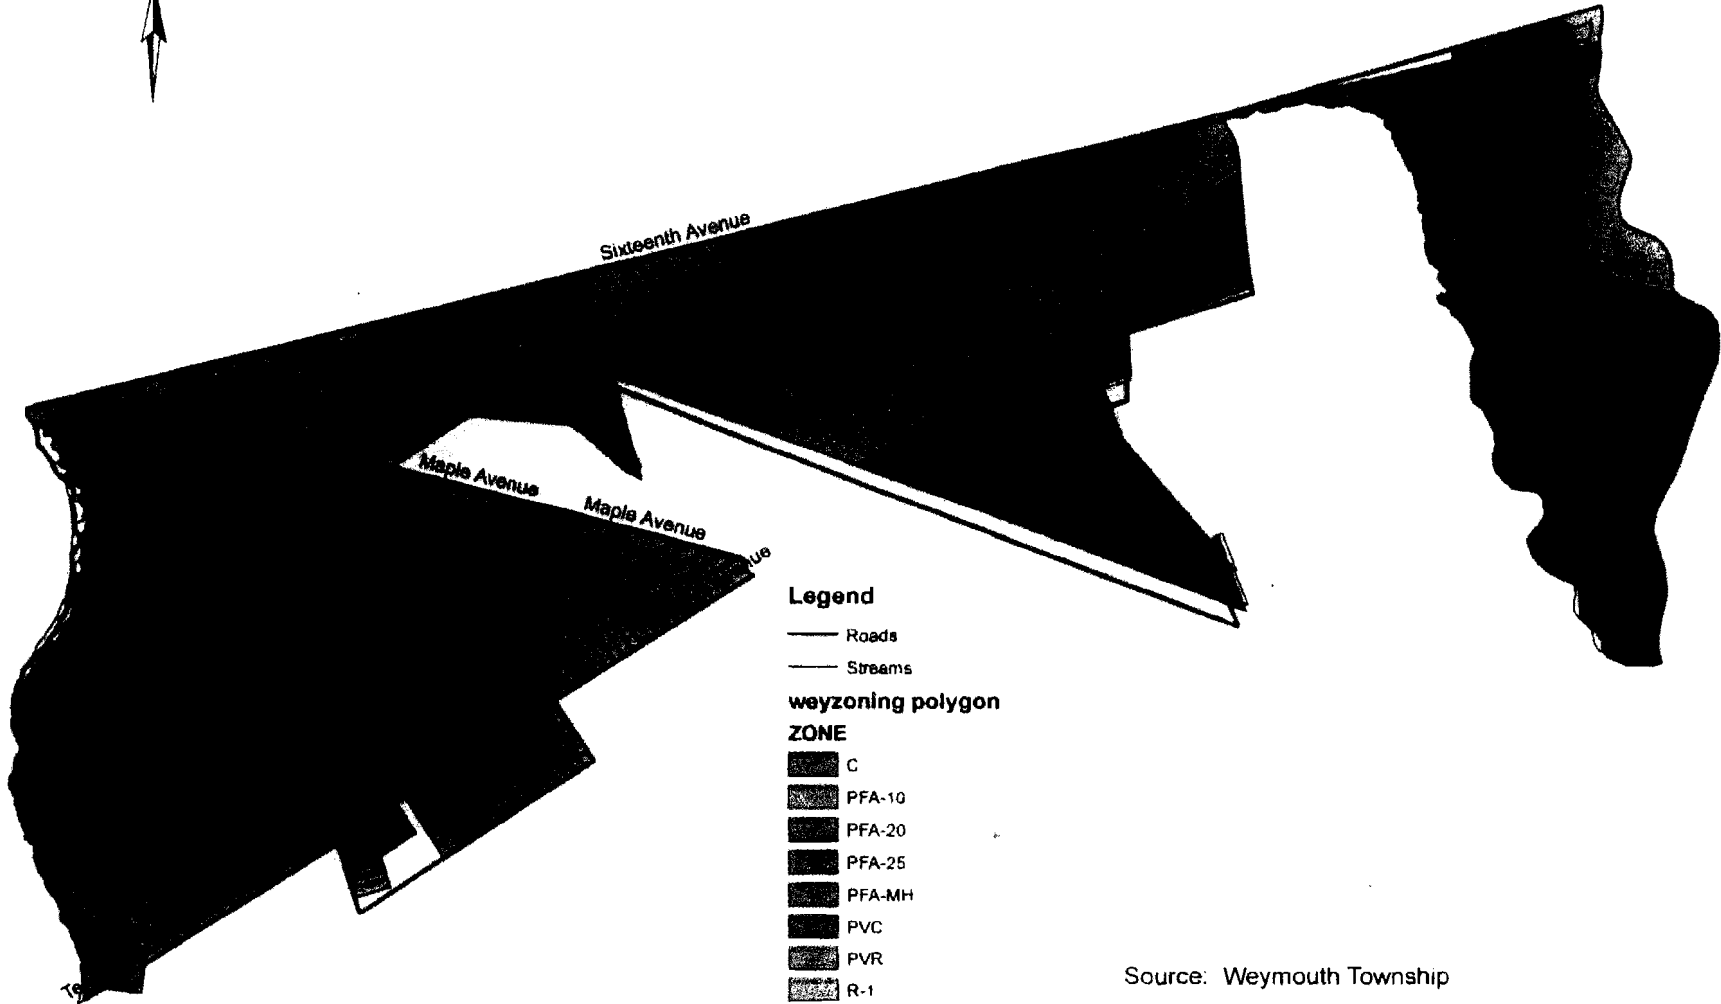 Sixteenth Avenue
Maple Avenue
Maple Avenue
Legend
Roads
Streams
weyzoning polygon
ZONE
C
PFA-10
PFA-20
PFA-25
PFA-MH
PVC
PVR
R-1
Source: Weymouth Township